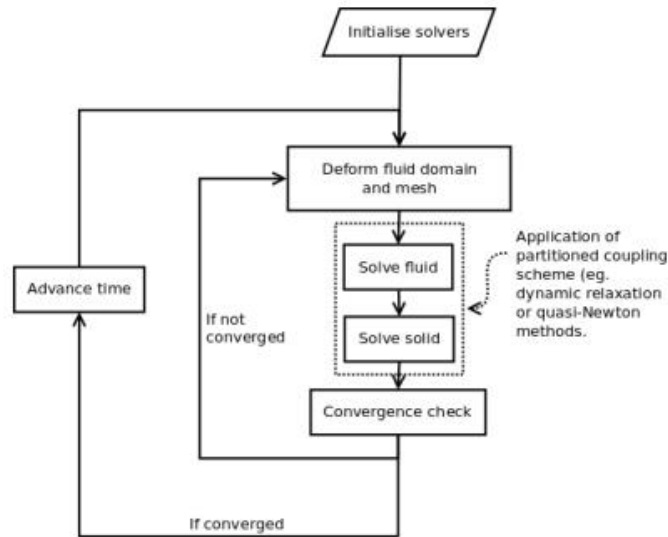 Initialise solvers
Deform fluid domain
and mesh
Solve fluid
Application of
partitioned coupling
scheme (eg.
dynamic relaxation
or quasi-Newton
methods.
Advance time
If not
converged
Solve solid
Convergence check
If converged